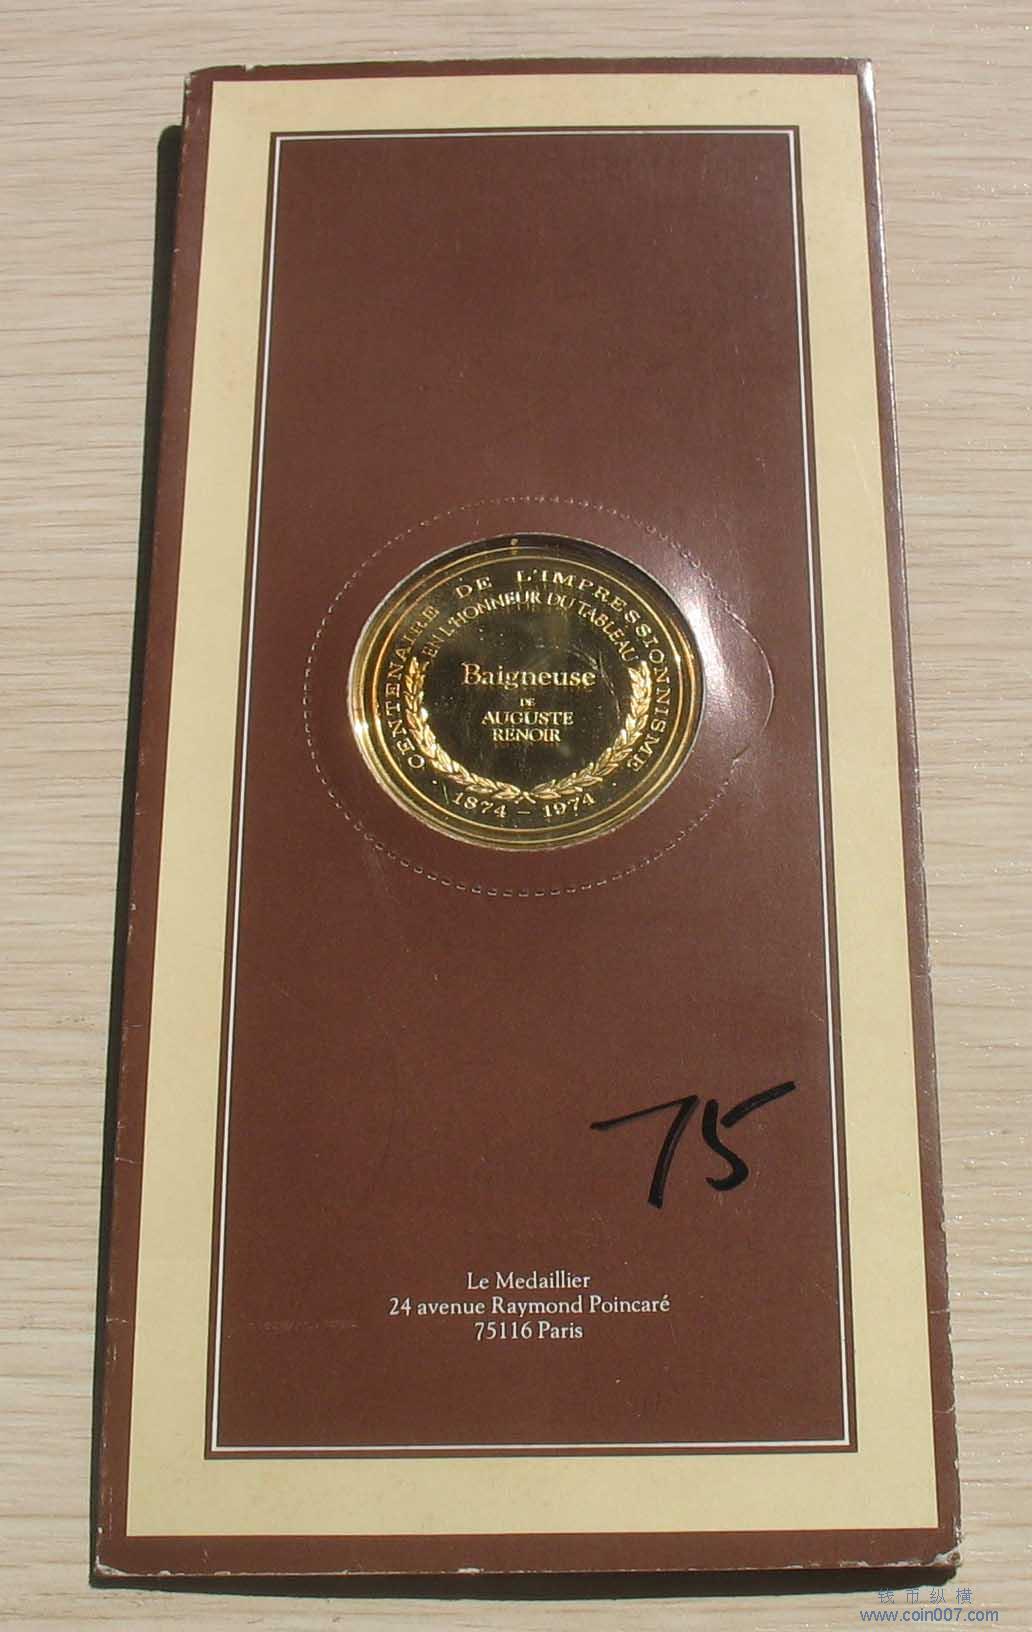 CENTENAIRE DE L'IMPRESSIONNISME
EN L'HONNEUR DU TABLEAU
Baigneuse
DE
AUGUSTE
RENOIR
· 1874 – 1974 ·
75
Le Medaillier
24 avenue Raymond Poincaré
75116 Paris
钱币纵横
www.coin007.com